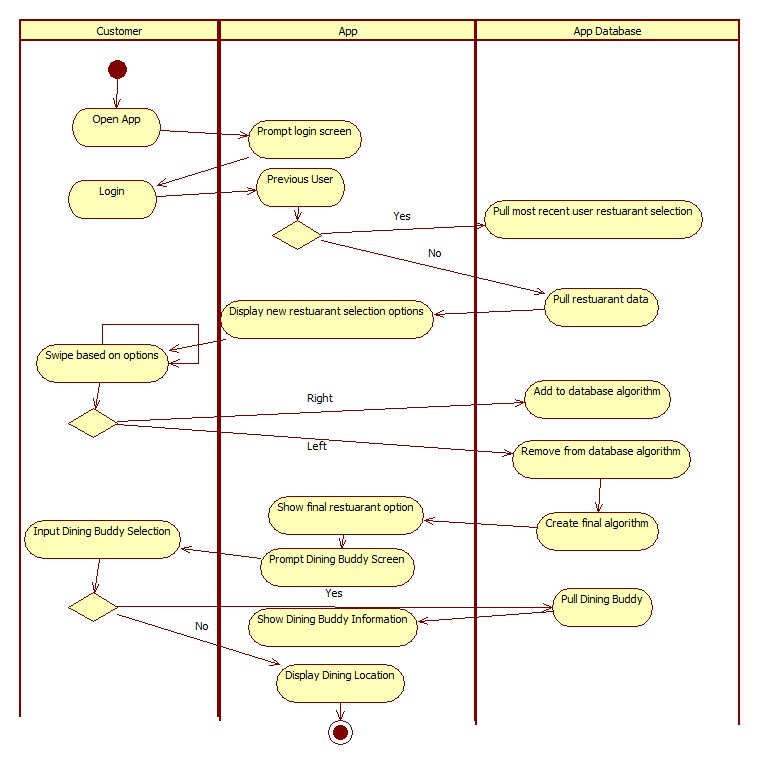 Customer
App
App Database
Open App
Prompt login screen
Login
Previous User
Yes
Pull most recent user restuarant selection
No
Pull restuarant data
Display new restuarant selection options
Swipe based on options
Right
Add to database algorithm
Left
Remove from database algorithm
Show final restuarant option
Create final algorithm
Input Dining Buddy Selection
Prompt Dining Buddy Screen
Yes
Pull Dining Buddy
Show Dining Buddy Information
No
Display Dining Location